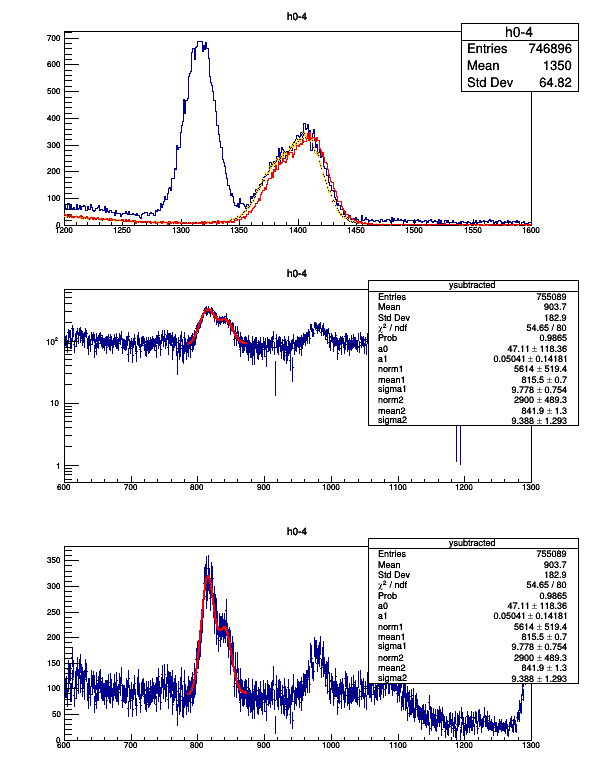 h0-4
h0-4
Entries 746896
Mean 1350
Std Dev 64.82
700
600
500
400
300
200
100
0
1200 1250 1300 1350 1400 1450 1500 1550 1600
h0-4
ysubtracted
Entries 755089
Mean 903.7
Std Dev 182.9
χ² / ndf 54.65 / 80
Prob 0.9865
a0 47.11 ± 118.36
a1 0.05041 ± 0.14181
norm1 5614 ± 519.4
mean1 815.5 ± 0.7
sigma1 9.778 ± 0.754
norm2 2900 ± 489.3
mean2 841.9 ± 1.3
sigma2 9.388 ± 1.293
10²
10
1
600 700 800 900 1000 1100 1200 1300
h0-4
ysubtracted
Entries 755089
Mean 903.7
Std Dev 182.9
χ² / ndf 54.65 / 80
Prob 0.9865
a0 47.11 ± 118.36
a1 0.05041 ± 0.14181
norm1 5614 ± 519.4
mean1 815.5 ± 0.7
sigma1 9.778 ± 0.754
norm2 2900 ± 489.3
mean2 841.9 ± 1.3
sigma2 9.388 ± 1.293
350
300
250
200
150
100
50
0
600 700 800 900 1000 1100 1200 1300